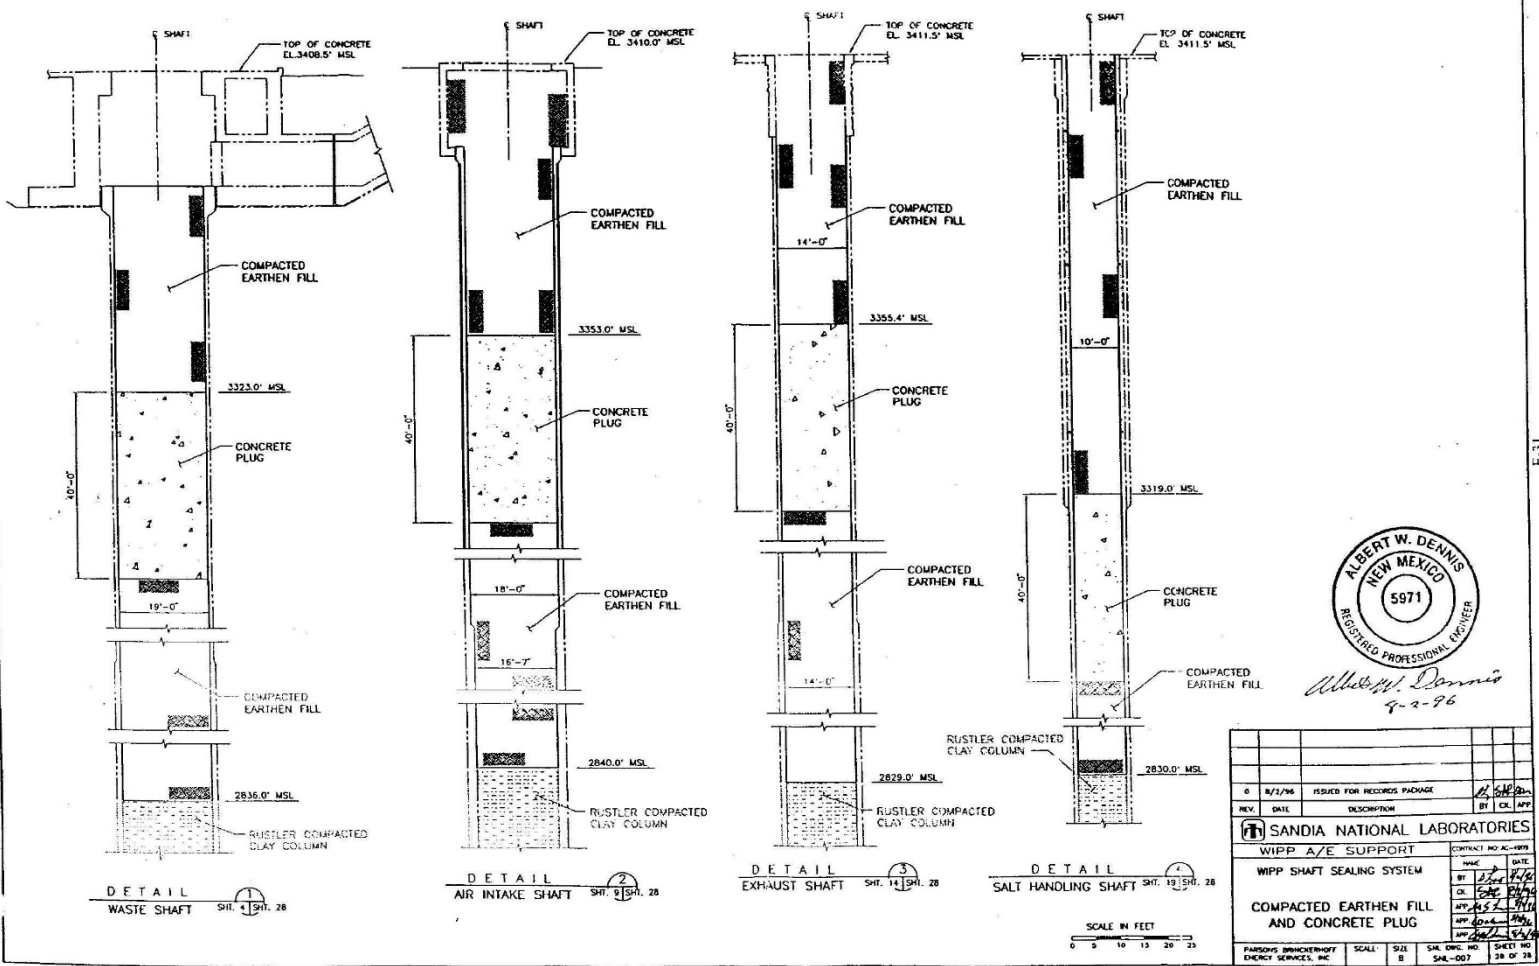 ℄ SHAFT
TOP OF CONCRETE
EL.3408.5' MSL
COMPACTED
EARTHEN FILL
3323.0' MSL
40'-0"
CONCRETE
PLUG
19'-0"
COMPACTED
EARTHEN FILL
2836.0' MSL
RUSTLER COMPACTED
CLAY COLUMN
DETAIL 1
WASTE SHAFT SHT. 4 SHT. 28
℄ SHAFT
TOP OF CONCRETE
EL. 3410.0' MSL
COMPACTED
EARTHEN FILL
3353.0' MSL
40'-0"
CONCRETE
PLUG
18'-0"
COMPACTED
EARTHEN FILL
16'-7"
2840.0' MSL
RUSTLER COMPACTED
CLAY COLUMN
DETAIL 2
AIR INTAKE SHAFT SHT. 9 SHT. 28
℄ SHAFT
TOP OF CONCRETE
EL. 3411.5' MSL
COMPACTED
EARTHEN FILL
14'-0"
3355.4' MSL
40'-0"
CONCRETE
PLUG
COMPACTED
EARTHEN FILL
14'-0"
2829.0' MSL
RUSTLER COMPACTED
CLAY COLUMN
DETAIL 3
EXHAUST SHAFT SHT. 14 SHT. 28
℄ SHAFT
TOP OF CONCRETE
EL 3411.5' MSL
COMPACTED
EARTHEN FILL
10'-0"
3319.0' MSL
40'-0"
CONCRETE
PLUG
COMPACTED
EARTHEN FILL
RUSTLER COMPACTED
CLAY COLUMN
2830.0' MSL
DETAIL 4
SALT HANDLING SHAFT SHT. 19 SHT. 28
SCALE IN FEET
0 5 10 15 20 25
E-31
ALBERT W. DENNIS
NEW MEXICO
5971
REGISTERED PROFESSIONAL ENGINEER
Albert W. Dennis
8-2-96
0 8/2/96 ISSUED FOR RECORDS PACKAGE
REV. DATE DESCRIPTION BY CK. APP
SANDIA NATIONAL LABORATORIES
WIPP A/E SUPPORT
CONTRACT NO. AC-4909
WIPP SHAFT SEALING SYSTEM
COMPACTED EARTHEN FILL
AND CONCRETE PLUG
NAME DATE
BY
CK.
APP
APP
APP
PARSONS BRINCKERHOFF
ENERGY SERVICES, INC
SCALE:
SIZE
B
SNL DWG. NO.
SNL-007
SHEET NO
28 OF 28